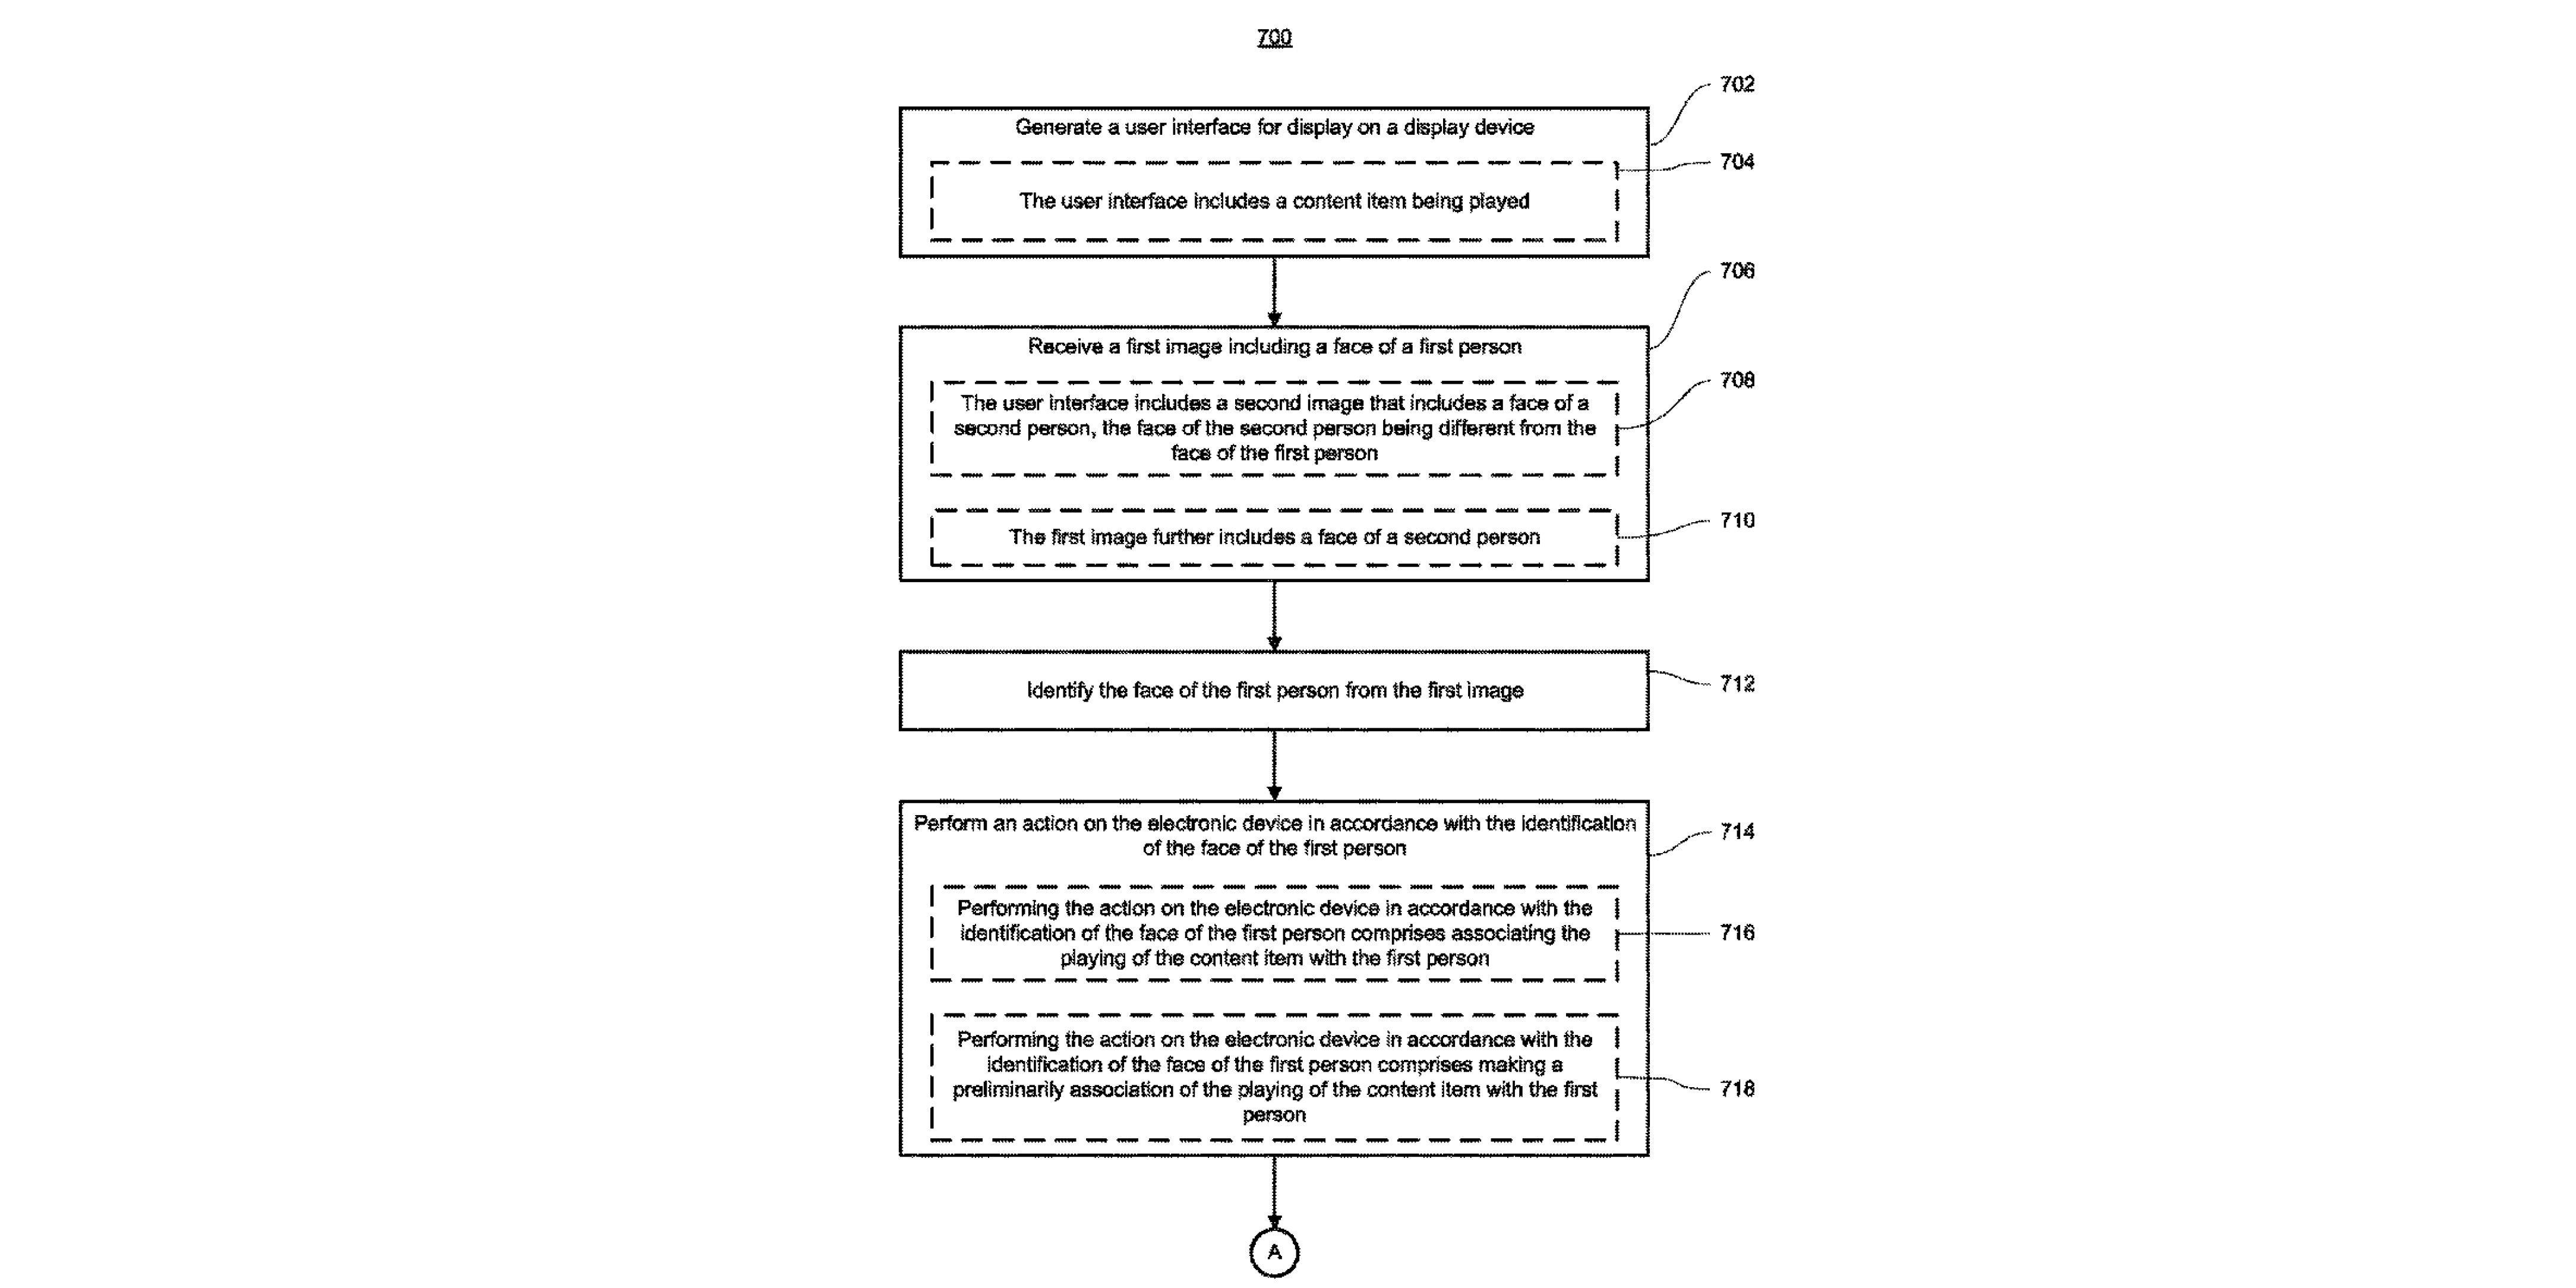 700
702
Generate a user interface for display on a display device
704
The user interface includes a content item being played
706
Receive a first image including a face of a first person
708
The user interface includes a second image that includes a face of a
second person, the face of the second person being different from the
face of the first person
710
The first image further includes a face of a second person
Identify the face of the first person from the first image
712
Perform an action on the electronic device in accordance with the identification
of the face of the first person
714
Performing the action on the electronic device in accordance with the
identification of the face of the first person comprises associating the
playing of the content item with the first person
716
Performing the action on the electronic device in accordance with the
identification of the face of the first person comprises making a
preliminarily association of the playing of the content item with the first
person
718
A